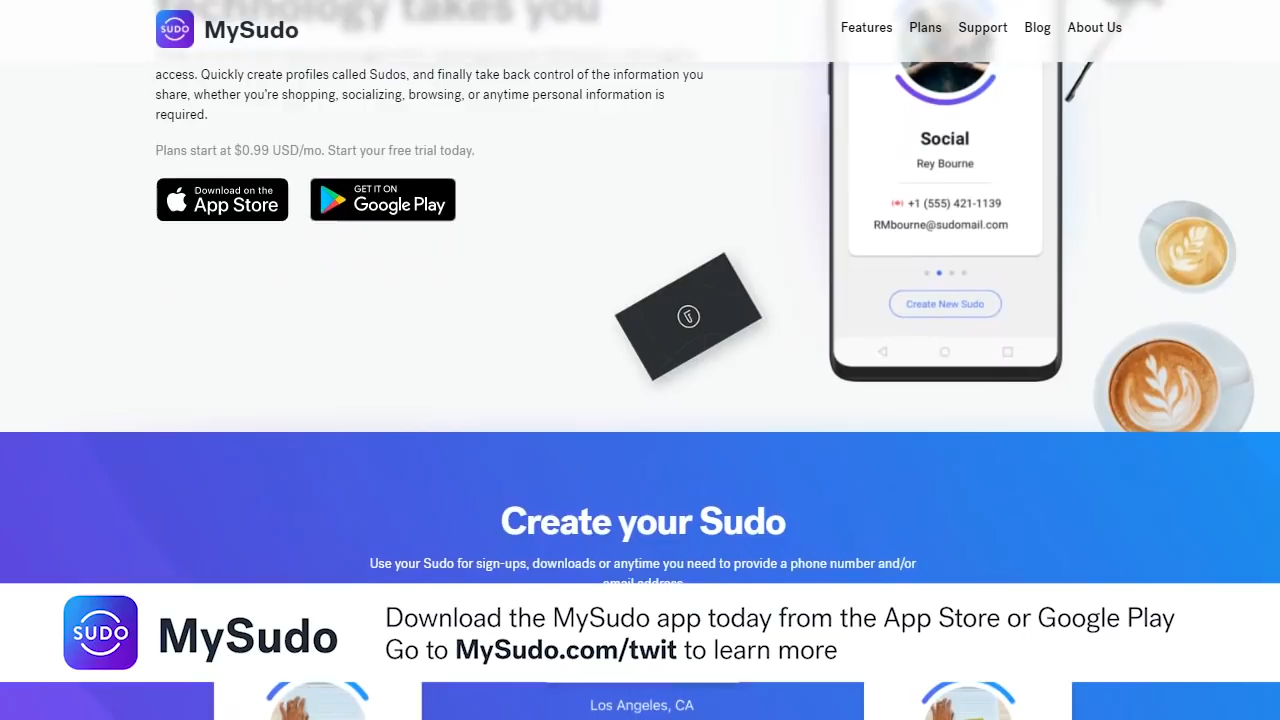 technology takes you
SUDO
MySudo
Features
Plans
Support
Blog
About Us
access. Quickly create profiles called Sudos, and finally take back control of the information you
share, whether you're shopping, socializing, browsing, or anytime personal information is
required.
Plans start at $0.99 USD/mo. Start your free trial today.
Download on the
App Store
GET IT ON
Google Play
Social
Rey Bourne
+1 (555) 421-1139
RMbourne@sudomail.com
Create New Sudo
Create your Sudo
Use your Sudo for sign-ups, downloads or anytime you need to provide a phone number and/or
email address
SUDO
MySudo
Download the MySudo app today from the App Store or Google Play
Go to MySudo.com/twit to learn more
Los Angeles, CA